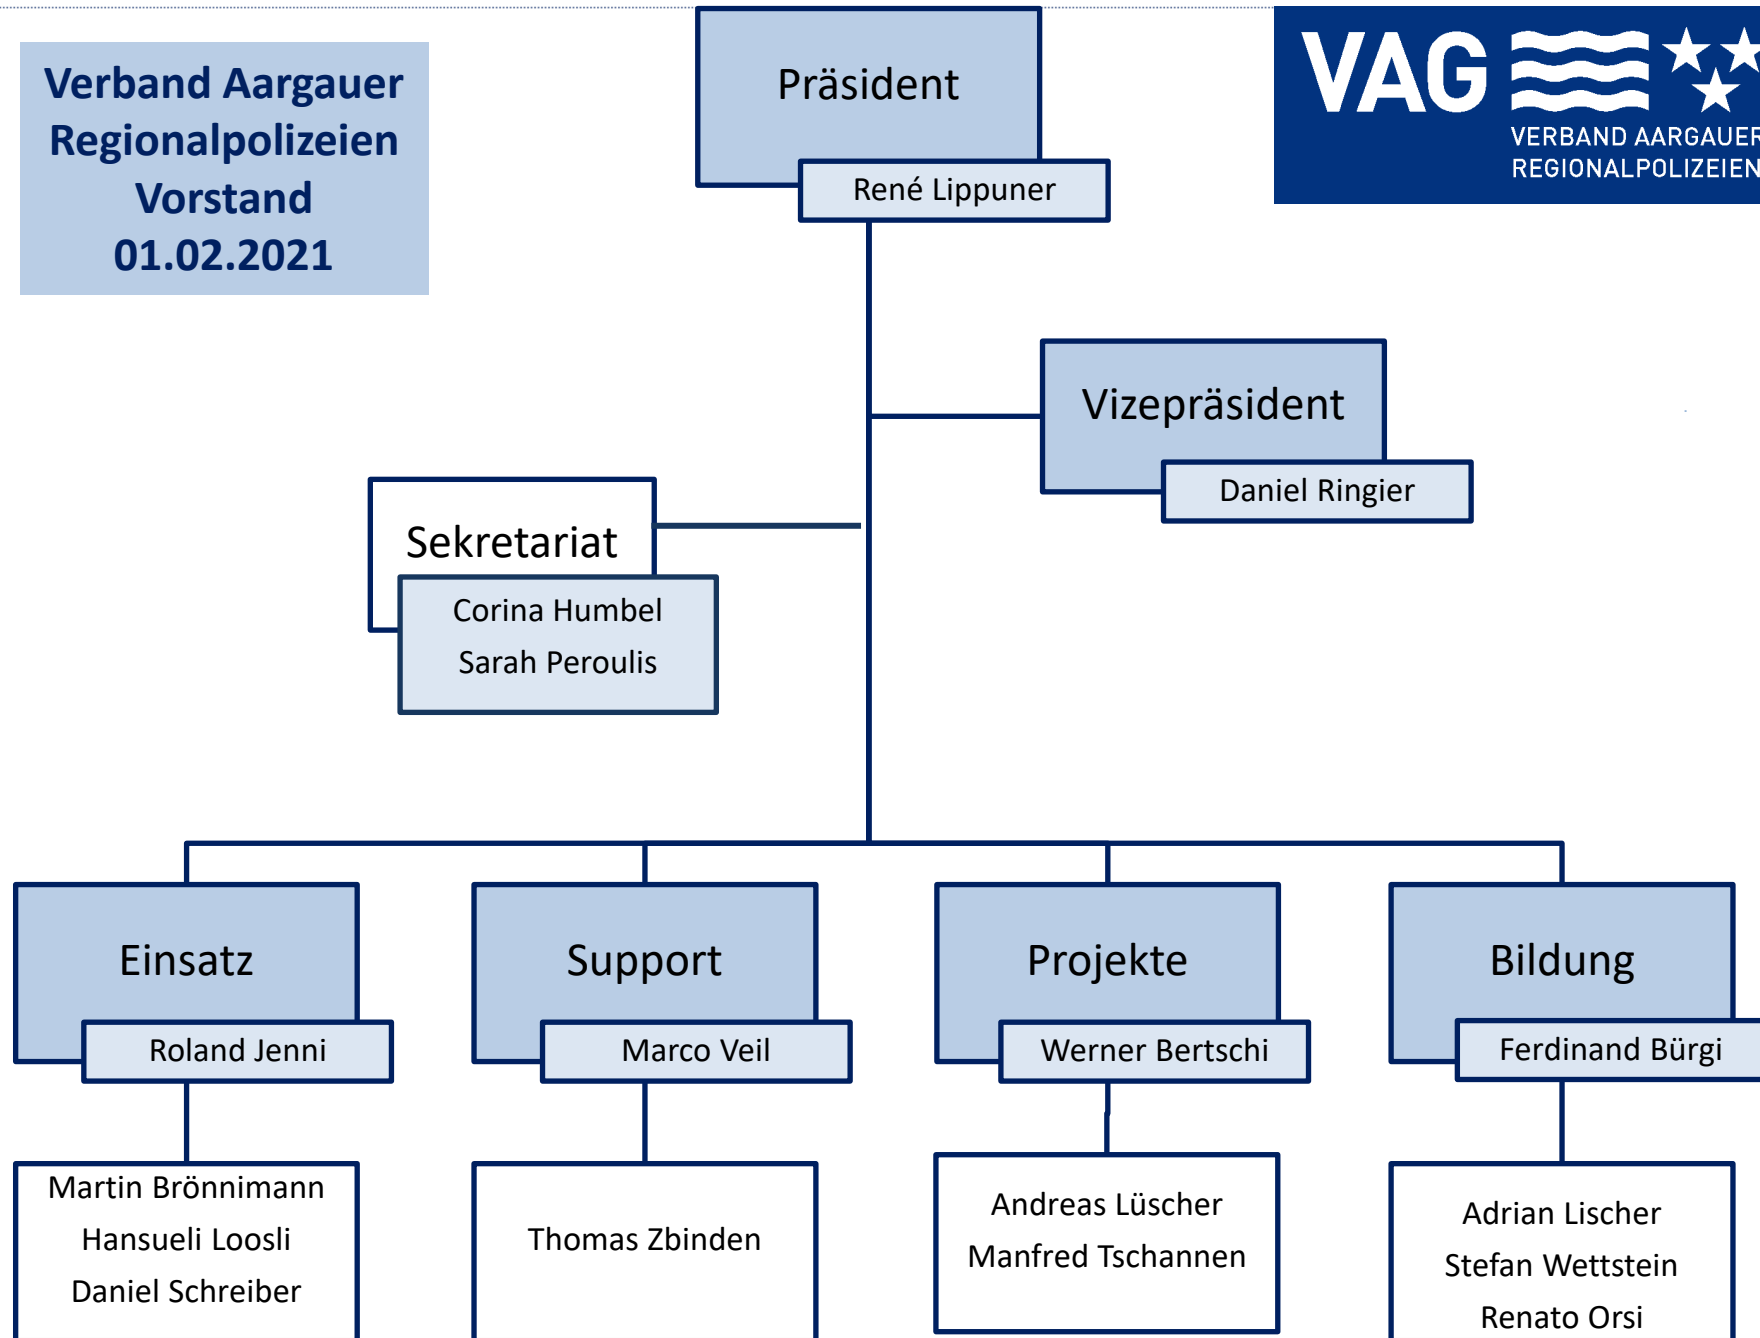 Verband Aargauer
Regionalpolizeien
Vorstand
01.02.2021
Präsident
René Lippuner
VAG
VERBAND AARGAUER
REGIONALPOLIZEIEN
Vizepräsident
Daniel Ringier
Sekretariat
Corina Humbel
Sarah Peroulis
Einsatz
Roland Jenni
Martin Brönnimann
Hansueli Loosli
Daniel Schreiber
Support
Marco Veil
Thomas Zbinden
Projekte
Werner Bertschi
Andreas Lüscher
Manfred Tschannen
Bildung
Ferdinand Bürgi
Adrian Lischer
Stefan Wettstein
Renato Orsi